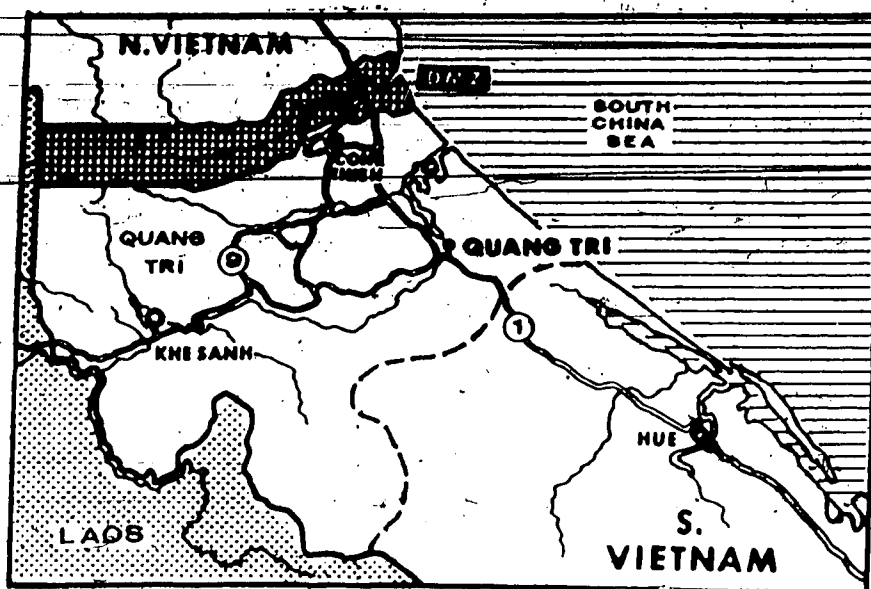 N. VIETNAM
DMZ
SOUTH
CHINA
SEA
CON
THIEN
QUANG
TRI
QUANG TRI
9
1
KHE SANH
HUE
LAOS
S.
VIETNAM